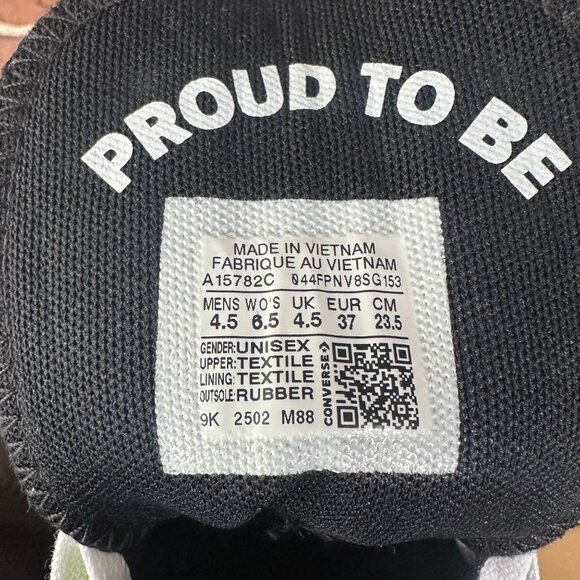 PROUD TO BE
MADE IN VIETNAM
FABRIQUE AU VIETNAM
A15782C 044FPNV8SG153
MENS WO'S UK EUR CM
4.5 6.5 4.5 37 23.5
GENDER:UNISEX
UPPER:TEXTILE
LINING:TEXTILE
OUTSOLE:RUBBER
CONVERSE
9K 2502 M88